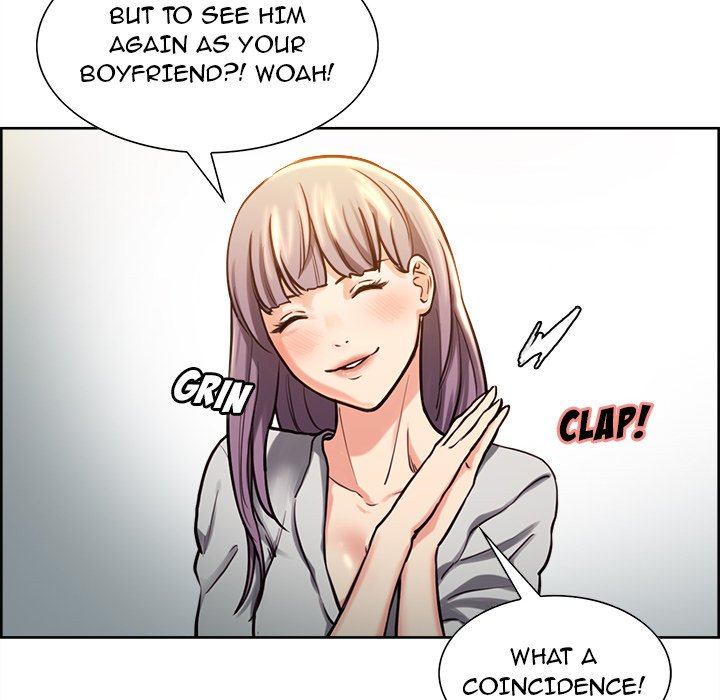 BUT TO SEE HIM
AGAIN AS YOUR
BOYFRIEND?! WOAH!
GRIN
CLAP!
WHAT A
COINCIDENCE!